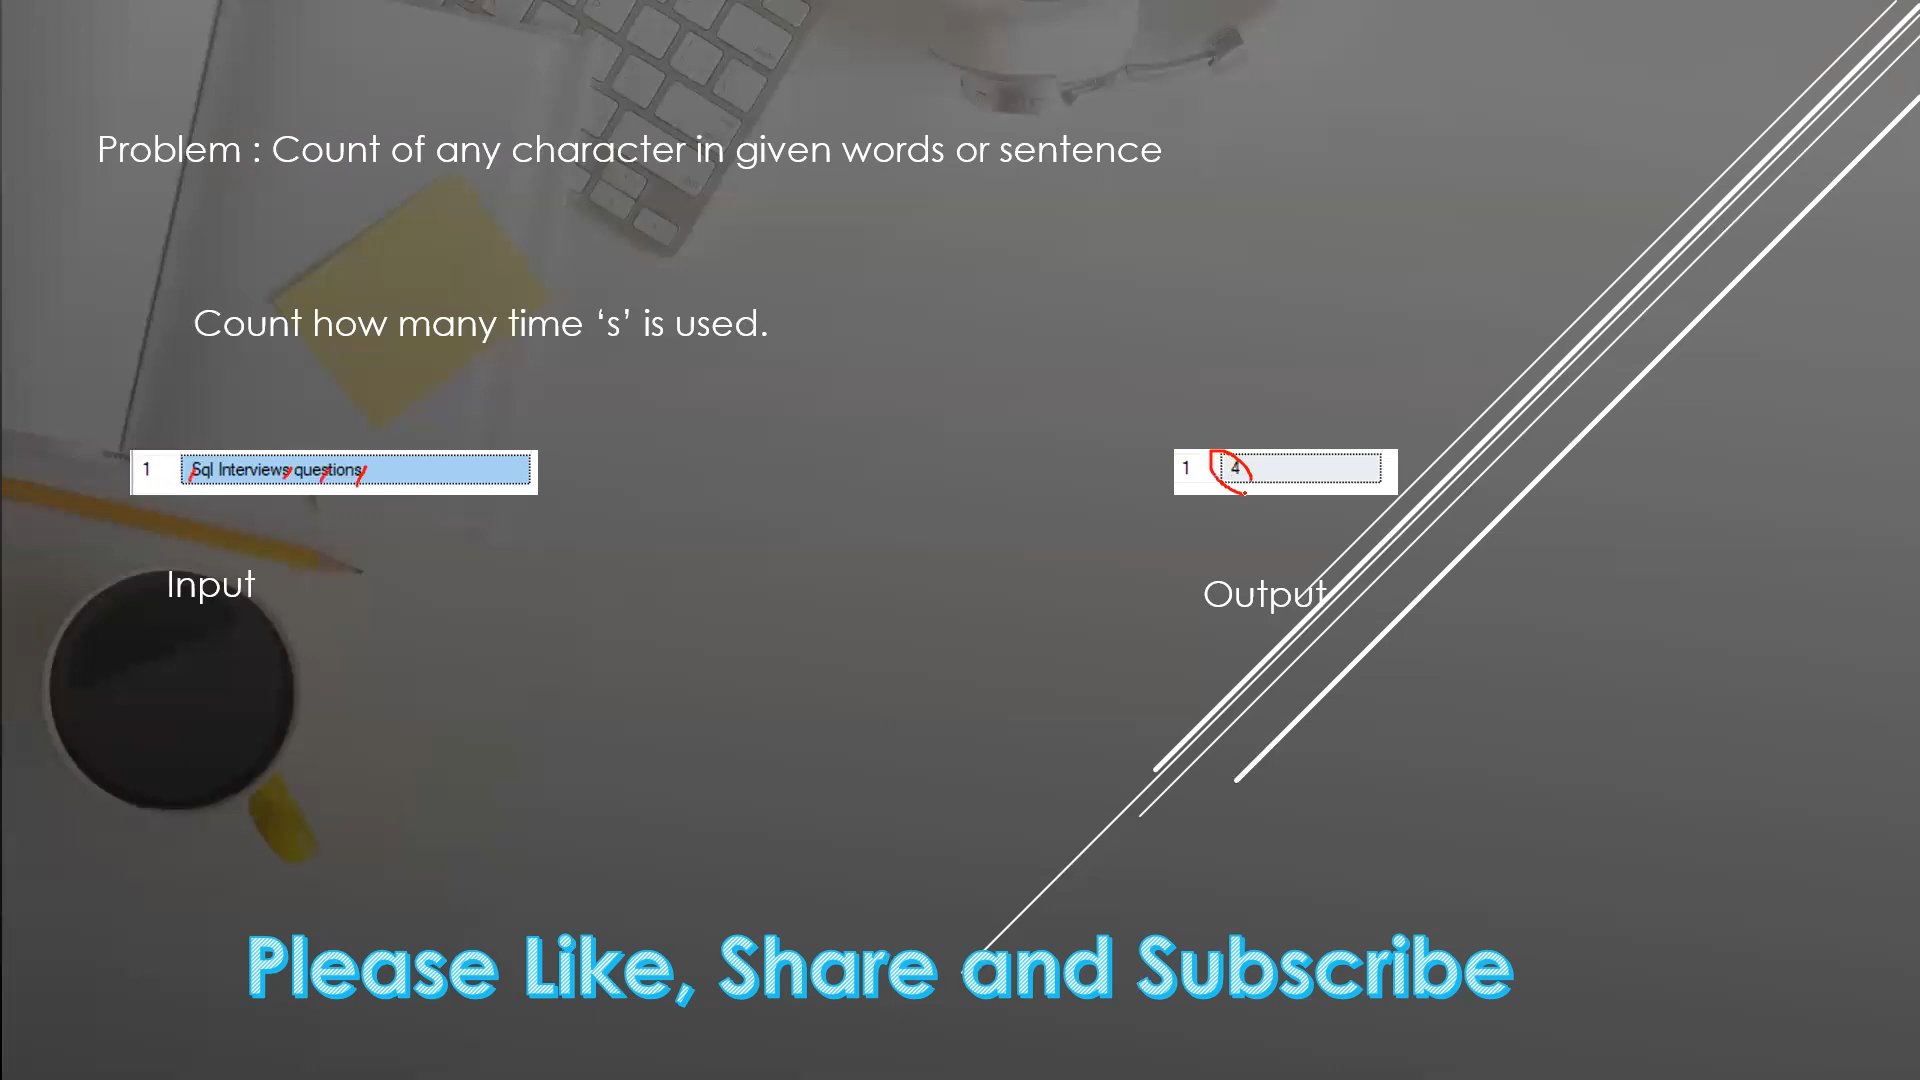 Problem : Count of any character in given words or sentence
Count how many time ‘s’ is used.
1 Sql Interviews questions
1 4
Input
Output
Please Like, Share and Subscribe